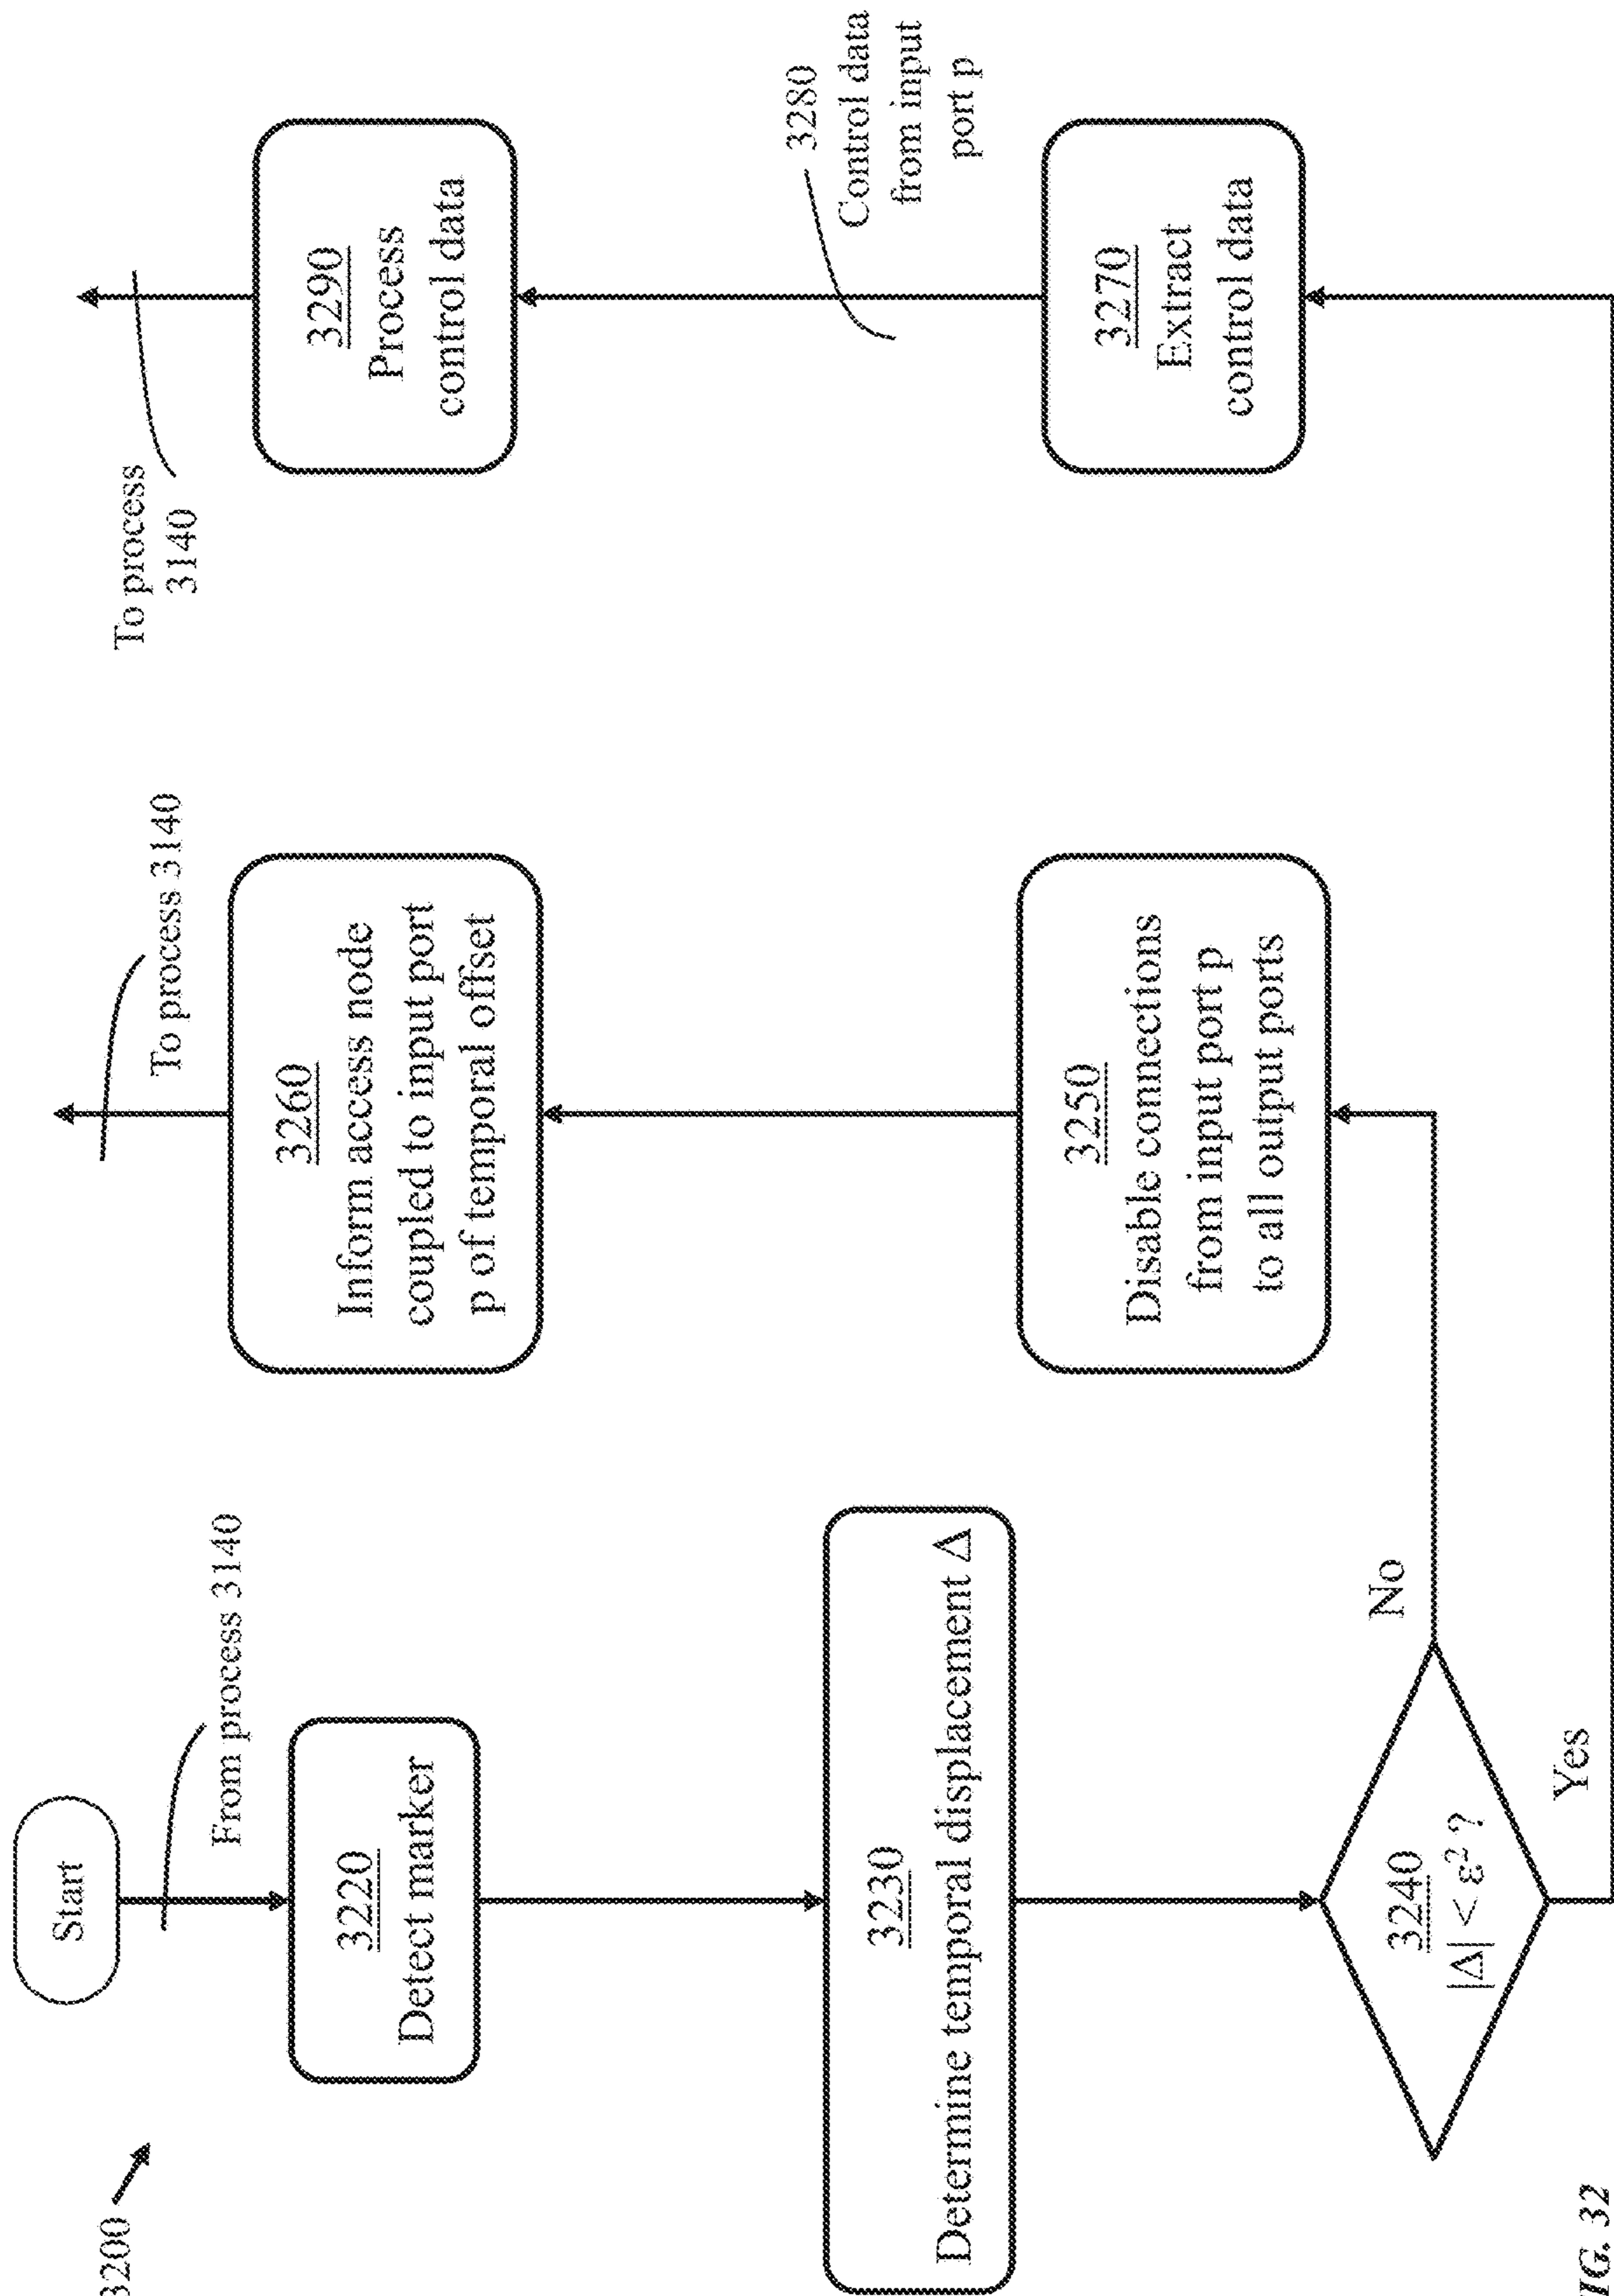 3200
Start
From process 3140
3220
Detect marker
3230
Determine temporal displacement Δ
3240
|Δ| < ε² ?
No
Yes
To process 3140
3260
Inform access node
coupled to input port
p of temporal offset
3250
Disable connections
from input port p
to all output ports
To process
3140
3290
Process
control data
3280
Control data
from input
port p
3270
Extract
control data
IG. 32